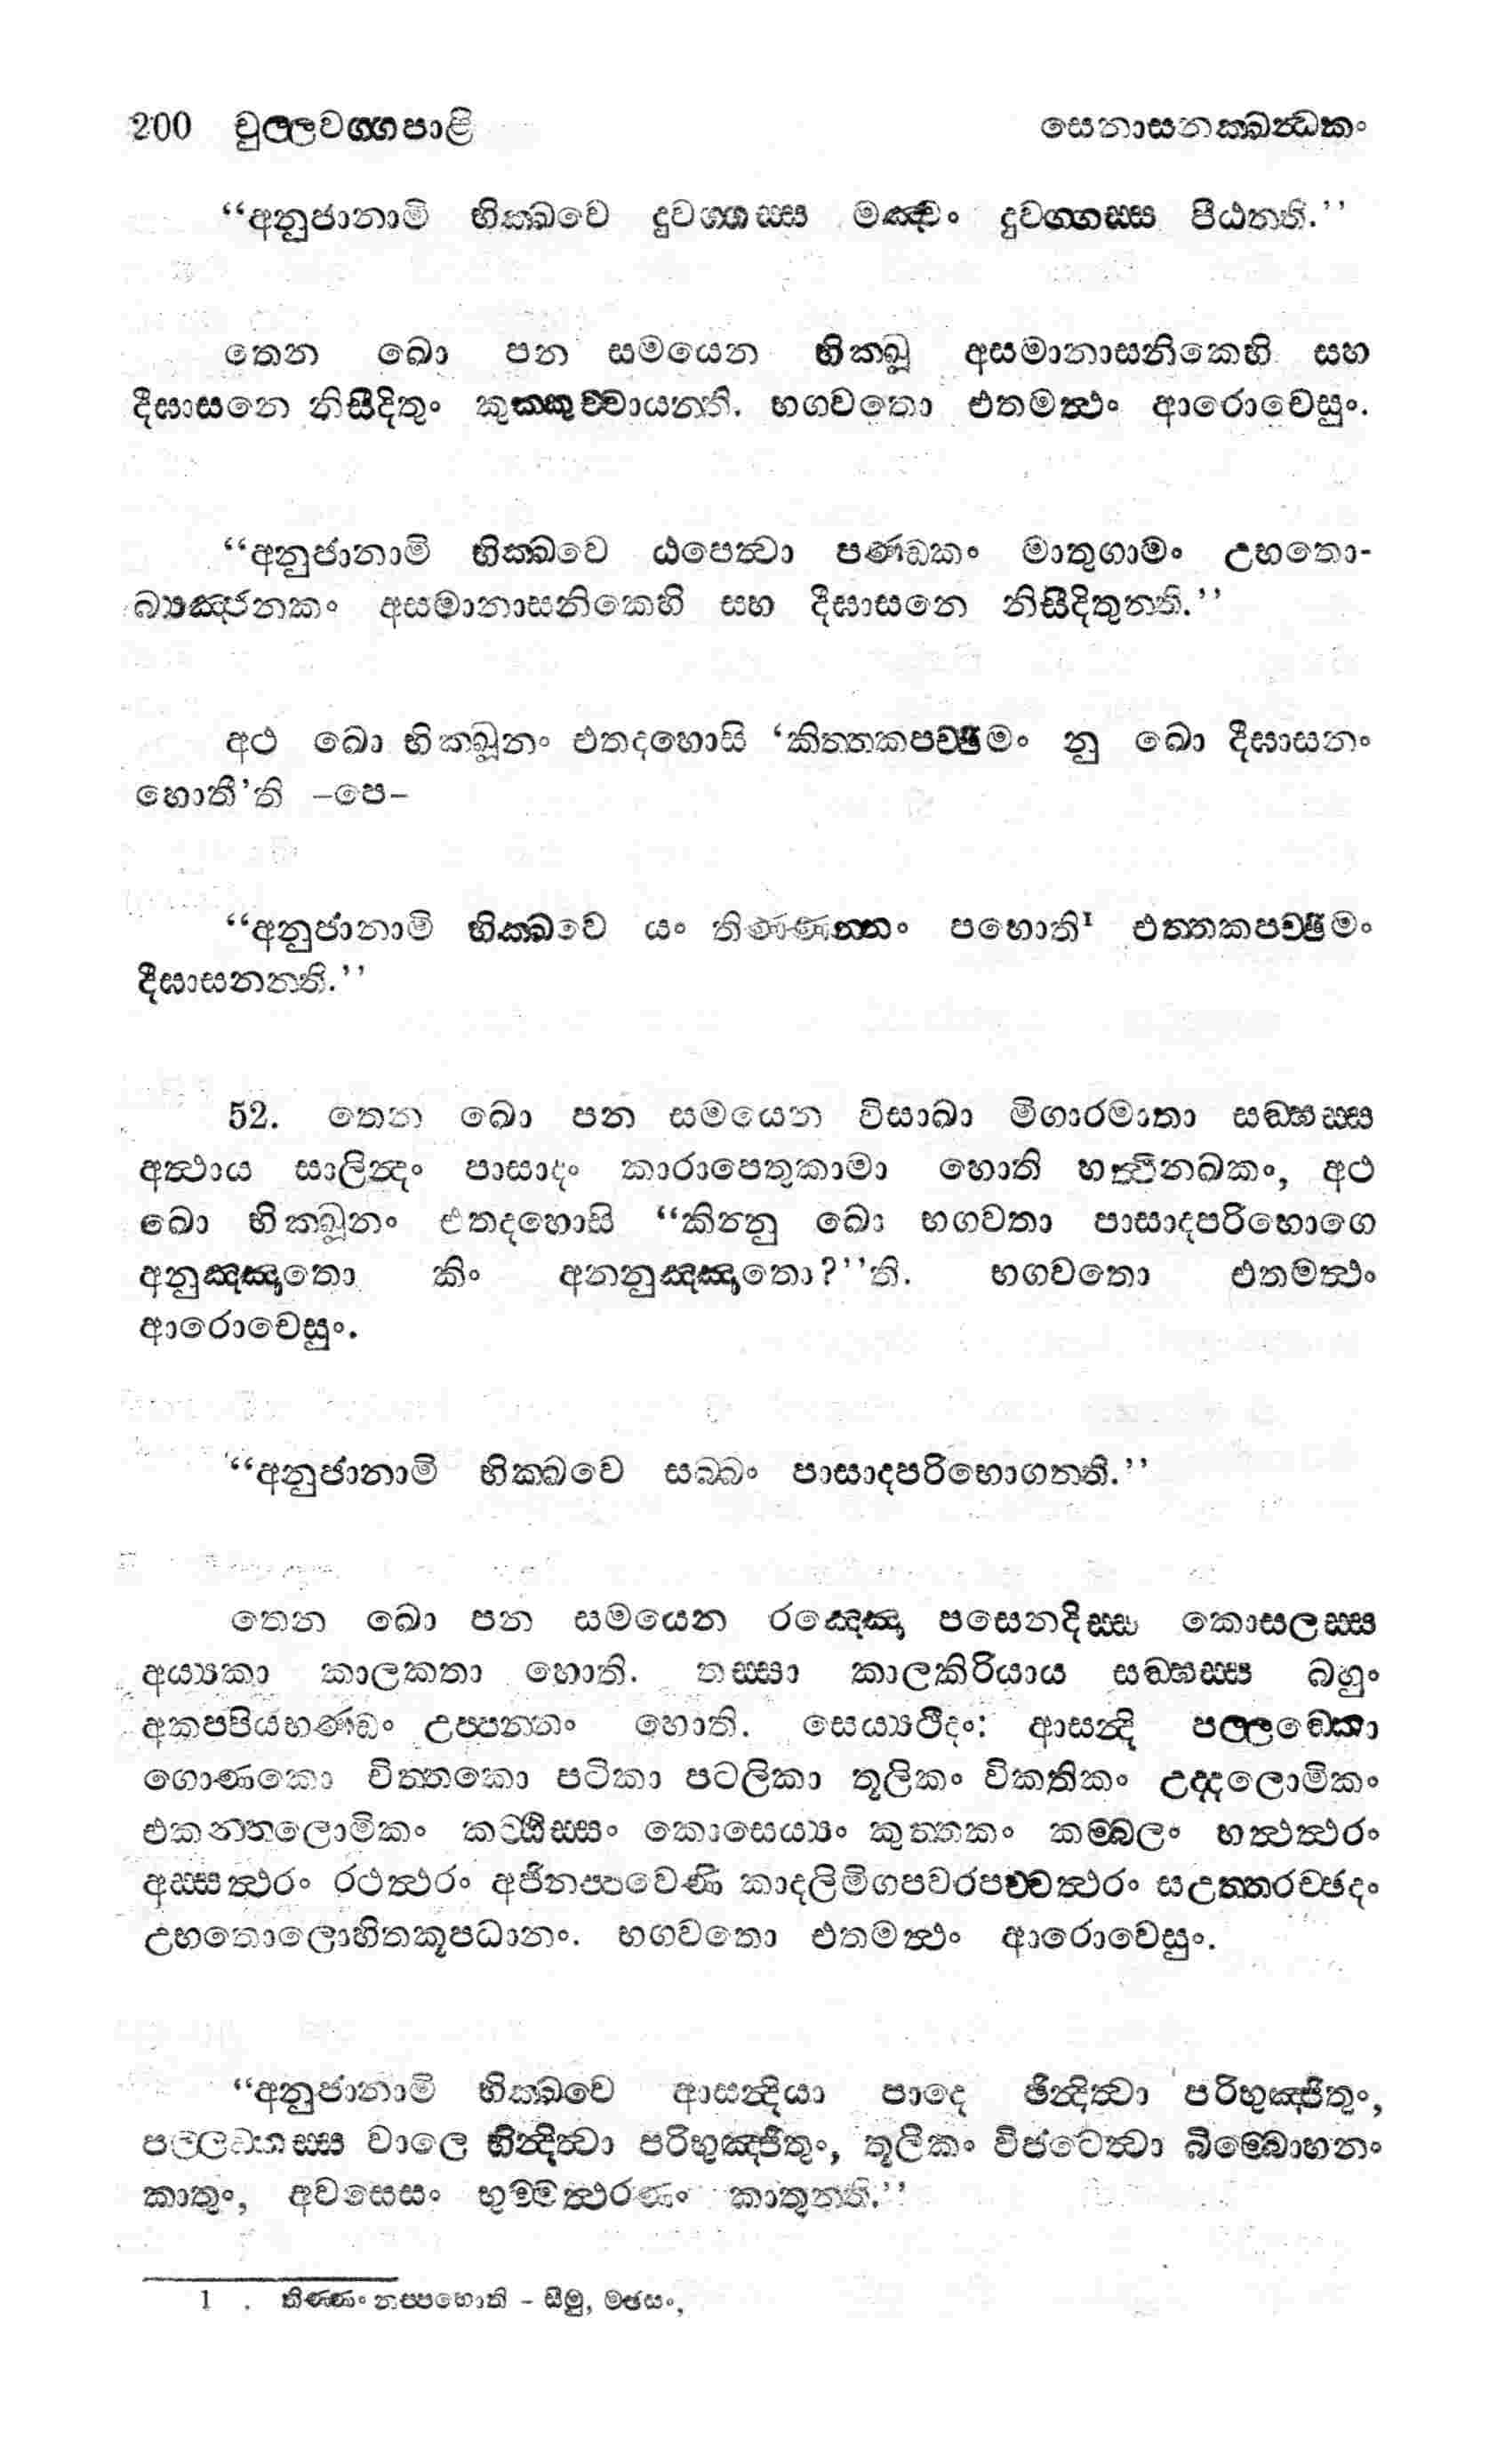 200 චුල්ලවග්ගපාළි සෙනාසනක්ඛන්ධකං
“අනුජානාමි භික්ඛවෙ දුවග්ගස්ස මඤ්චං දුවග්ගස්ස පීඨන්ති.’’
තෙන ඛො පන සමයෙන භික්ඛූ අසමානාසනිකෙහි සහ
දීඝාසනෙ නිසීදිතුං කුක්කුච්චායන්ති. භගවතො එතමත්ථං ආරොචෙසුං.
“අනුජානාමි භික්ඛවෙ ඨපෙත්වා පණ්ඩකං මාතුගාමං උභතො-
බ්‍යඤ්ජනකං අසමානාසනිකෙහි සහ දීඝාසනෙ නිසීදිතුන්ති.’’
අථ ඛො භික්ඛූනං එතදහොසි ‘කිත්තකපච්ඡිමං නු ඛො දීඝාසනං
හොතී’ති –පෙ–
“අනුජානාමි භික්ඛවෙ යං තිණ්ණන්නං පහොති¹ එත්තකපච්ඡිමං
දීඝාසනන්ති.’’
52. තෙන ඛො පන සමයෙන විසාඛා මිගාරමාතා සඞ්ඝස්ස
අත්ථාය සාලින්දං පාසාදං කාරාපෙතුකාමා හොති හත්ථිනඛකං, අථ
ඛො භික්ඛූනං එතදහොසි “කින්නු ඛො භගවතා පාසාදපරිභොගෙ
අනුඤ්ඤාතො කිං අනනුඤ්ඤාතො?’’ති. භගවතො එතමත්ථං
ආරොචෙසුං.
“අනුජානාමි භික්ඛවෙ සබ්බං පාසාදපරිභොගන්ති.’’
තෙන ඛො පන සමයෙන රඤ්ඤො පසෙනදිස්ස කොසලස්ස
අය්‍යකා කාලකතා හොති. තස්සා කාලකිරියාය සඞ්ඝස්ස බහුං
අකප්පියභණ්ඩං උප්පන්නං හොති. සෙය්‍යථීදං: ආසන්දි පල්ලඞ්කො
ගොණකො චිත්තකො පටිකා පටලිකා තූලිකං විකතිකං උද්දලොමිකං
එකන්තලොමිකං කට්ඨිස්සං කොසෙය්‍යං කුත්තකං කම්බලං හත්ථත්ථරං
අස්සත්ථරං රථත්ථරං අජිනප්පවෙණි කාදලිමිගපවරපච්චත්ථරං සඋත්තරච්ඡදං
උභතොලොහිතකූපධානං. භගවතො එතමත්ථං ආරොචෙසුං.
“අනුජානාමි භික්ඛවෙ ආසන්දියා පාදෙ ඡින්දිත්වා පරිභුඤ්ජිතුං,
පල්ලඞ්කස්ස වාලෙ භින්දිත්වා පරිභුඤ්ජිතුං, තූලිකං විජටෙත්වා බිම්බොහනං
කාතුං, අවසෙසං භුම්මත්ථරණං කාතුන්ති.’’
1 . තිණ්ණං නප්පහොති – සීමු, මඡසං,